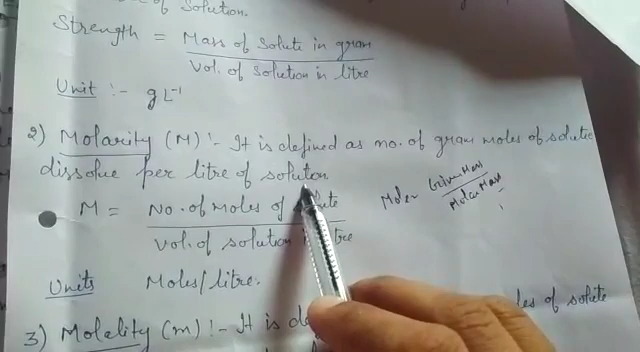 of Solution.
Strength = Mass of Solute in gram
Vol. of Solution in litre
Unit :- g L⁻¹
2) Molarity (M) :- It is defined as no. of gram moles of solute
dissolve per litre of solution.
M = No. of Moles of
Vol. of solution
Moles Given Mass
Molar Mass
Units Moles/litre.
3) Molality (m) :- It is of solute